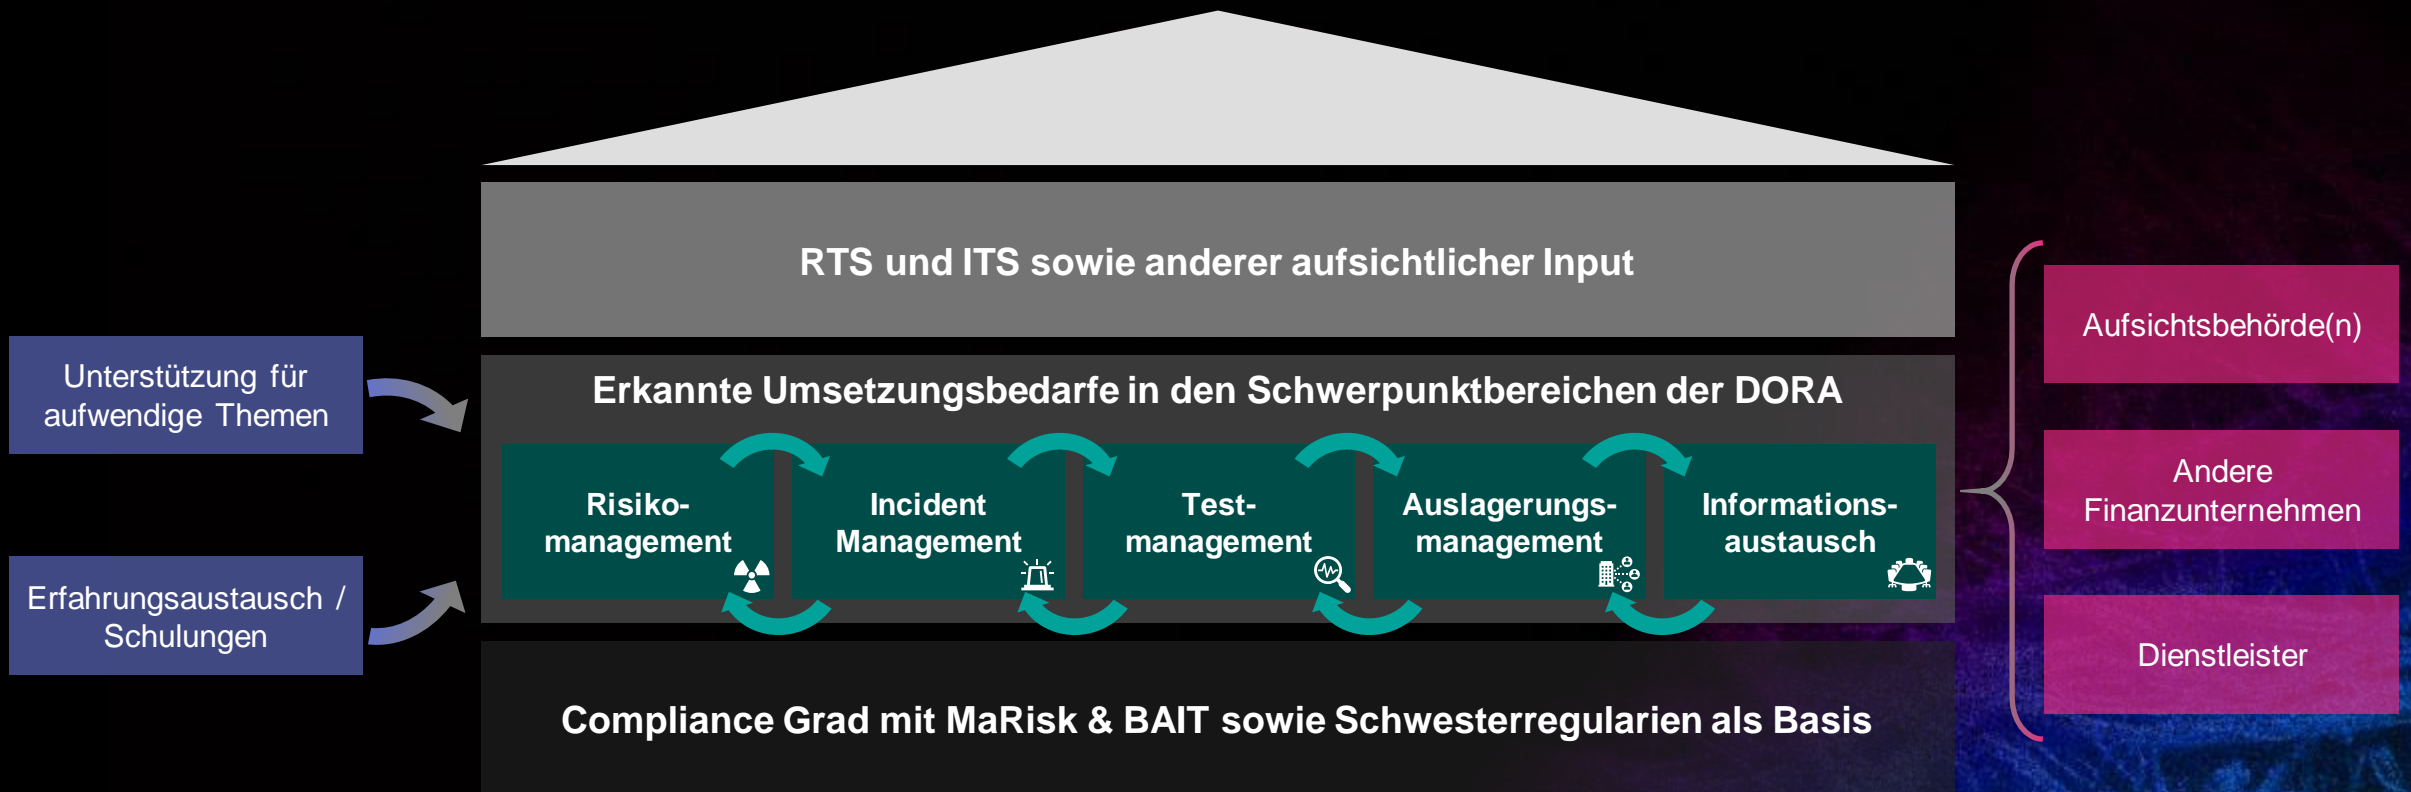 RTS und ITS sowie anderer aufsichtlicher Input
Unterstützung für
aufwendige Themen
Erfahrungsaustausch /
Schulungen
Erkannte Umsetzungsbedarfe in den Schwerpunktbereichen der DORA
Risiko-
management
Incident
Management
Test-
management
Auslagerungs-
management
Informations-
austausch
Compliance Grad mit MaRisk & BAIT sowie Schwesterregularien als Basis
Aufsichtsbehörde(n)
Andere
Finanzunternehmen
Dienstleister